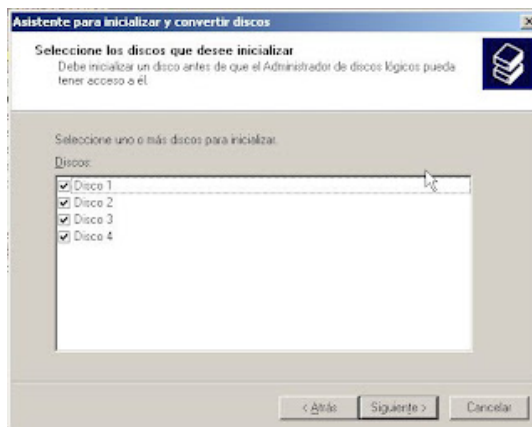 Asistente para inicializar y convertir discos
Seleccione los discos que desee inicializar
Debe inicializar un disco antes de que el Administrador de discos lógicos pueda
tener acceso a él.
Seleccione uno o más discos para inicializar.
Discos:
Disco 1
Disco 2
Disco 3
Disco 4
< Atrás
Siguiente >
Cancelar